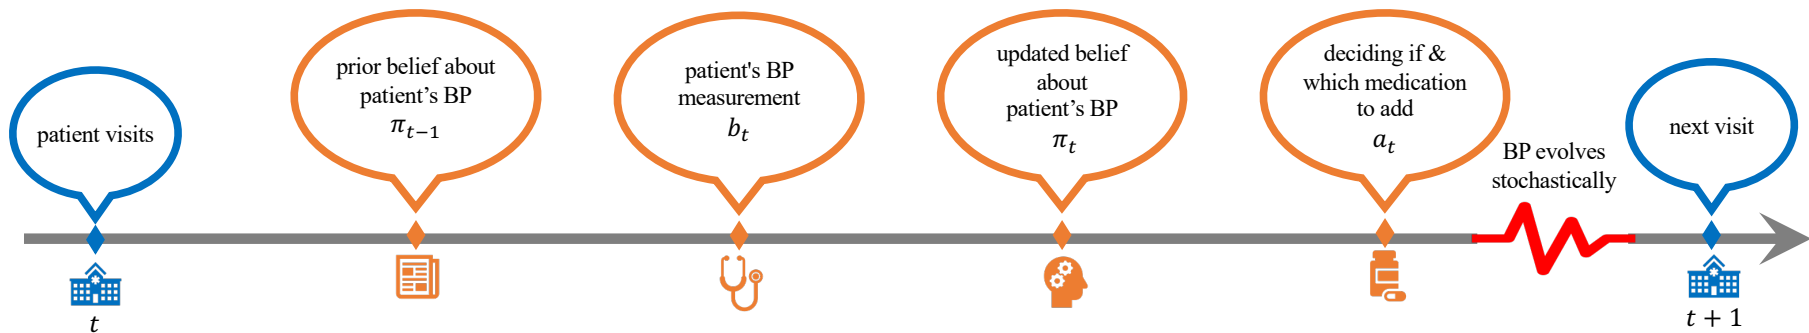 patient visits
prior belief about
patient’s BP
π_{t−1}
patient's BP
measurement
b_t
updated belief
about
patient’s BP
π_t
deciding if &
which medication
to add
a_t
BP evolves
stochastically
next visit
t
t + 1